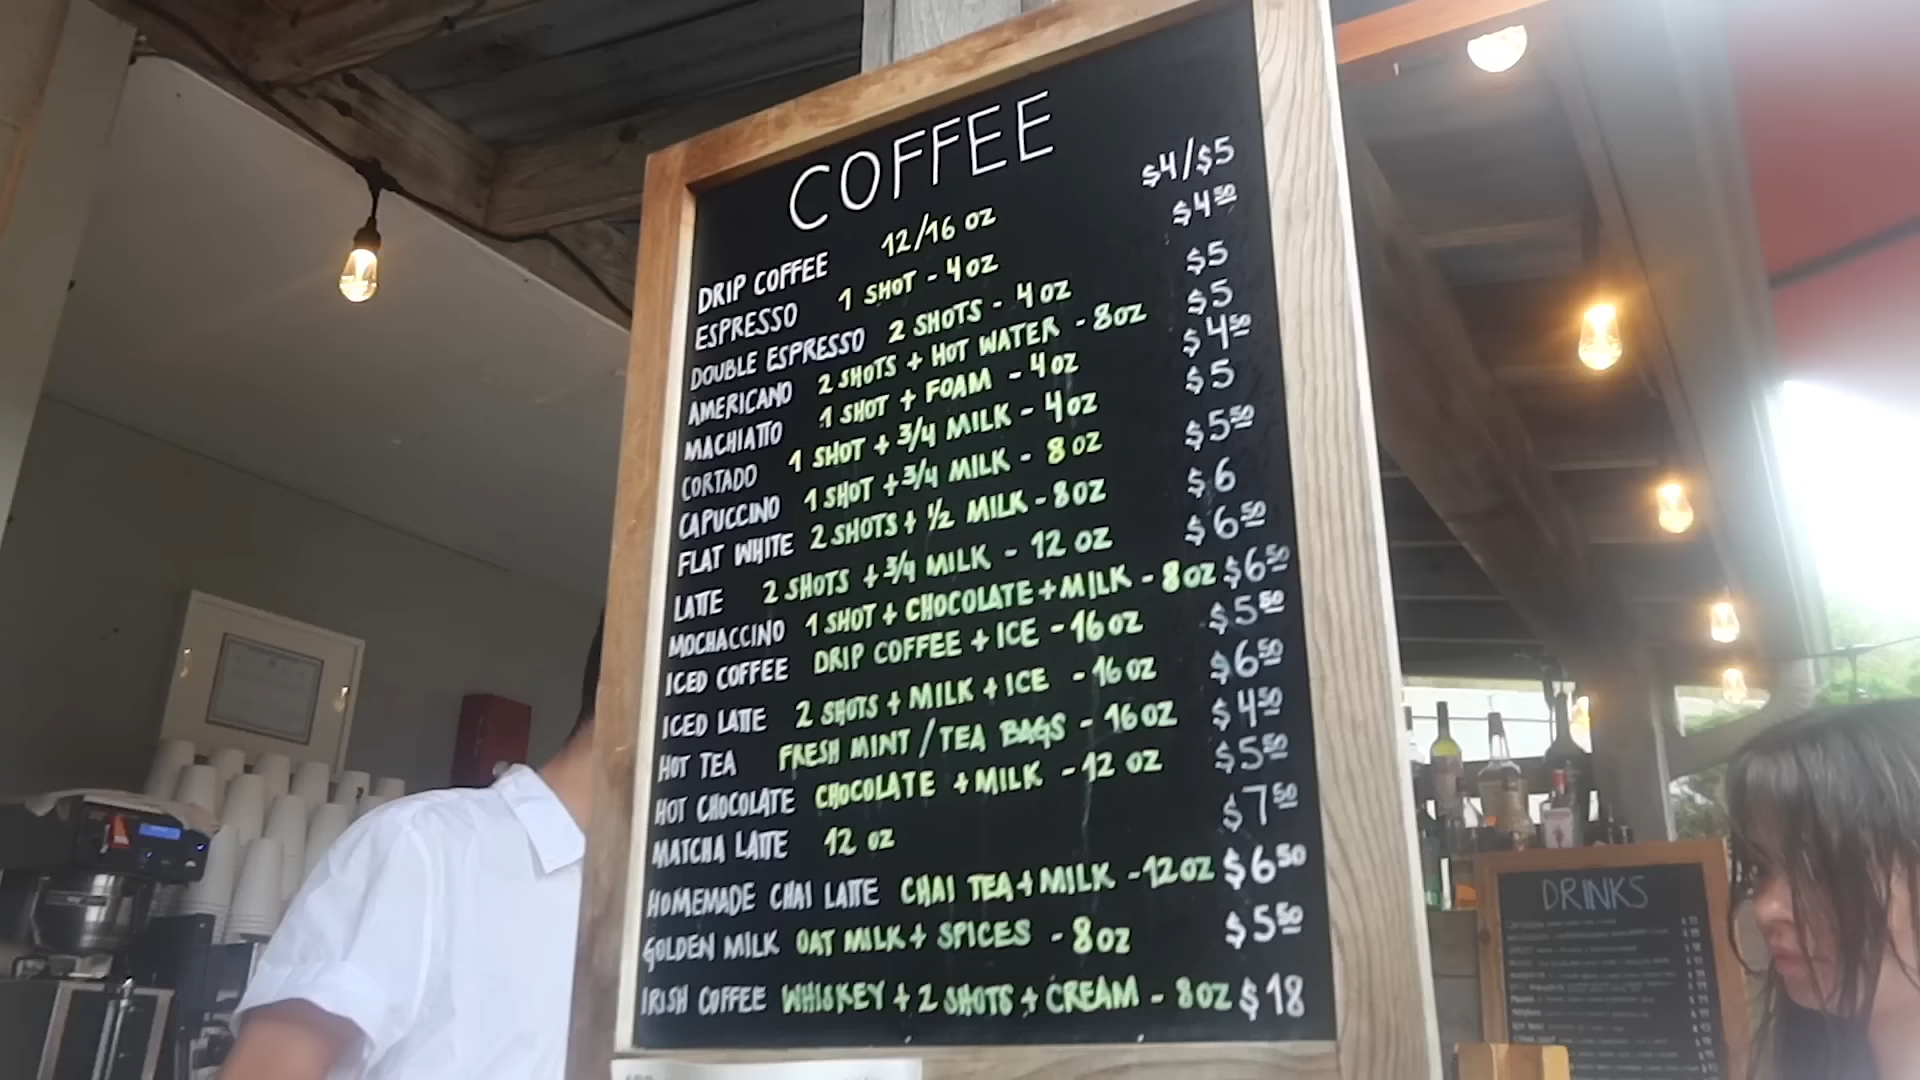 COFFEE
DRIP COFFEE 12/16 OZ $4/$5
ESPRESSO 1 SHOT - 4OZ $4.50
DOUBLE ESPRESSO 2 SHOTS - 4OZ $5
AMERICANO 2 SHOTS + HOT WATER - 8OZ $5
MACHIATTO 1 SHOT + FOAM - 4OZ $4.50
CORTADO 1 SHOT + 3/4 MILK - 4OZ $5
CAPUCCINO 1 SHOT + 3/4 MILK - 8OZ $5.50
FLAT WHITE 2 SHOTS + 1/2 MILK - 8OZ $6
LATTE 2 SHOTS + 3/4 MILK - 12 OZ $6.50
MOCHACCINO 1 SHOT + CHOCOLATE + MILK - 8OZ $6.50
ICED COFFEE DRIP COFFEE + ICE - 16OZ $5.50
ICED LATTE 2 SHOTS + MILK + ICE - 16OZ $6.50
HOT TEA FRESH MINT / TEA BAGS - 16OZ $4.50
HOT CHOCOLATE CHOCOLATE + MILK - 12 OZ $5.50
MATCHA LATTE 12 OZ $7.50
HOMEMADE CHAI LATTE CHAI TEA + MILK - 12OZ $6.50
GOLDEN MILK OAT MILK + SPICES - 8OZ $5.50
IRISH COFFEE WHISKEY + 2 SHOTS + CREAM - 8OZ $18
DRINKS